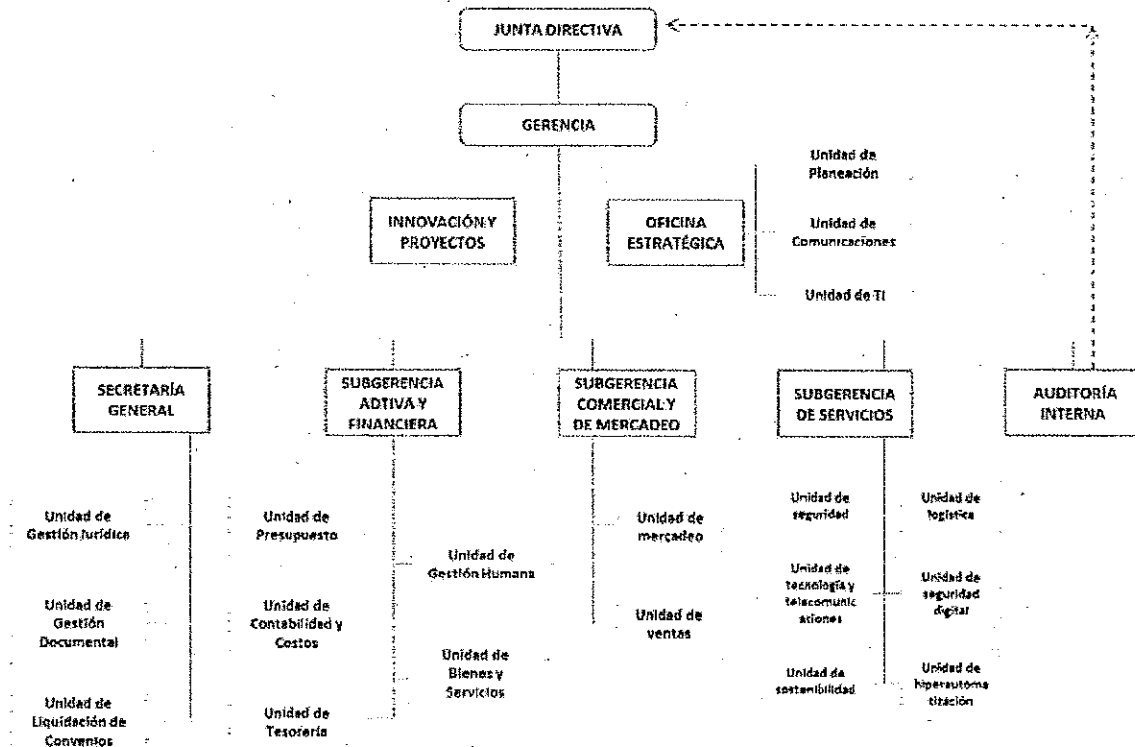 JUNTA DIRECTIVA
GERENCIA
INNOVACIÓN Y
PROYECTOS
OFICINA
ESTRATÉGICA
Unidad de
Planeación
Unidad de
Comunicaciones
Unidad de TI
SECRETARÍA
GENERAL
SUBGERENCIA
ADTIVA Y
FINANCIERA
SUBGERENCIA
COMERCIAL Y
DE MERCADEO
SUBGERENCIA
DE SERVICIOS
AUDITORÍA
INTERNA
Unidad de
Gestión Jurídica
Unidad de
Gestión
Documental
Unidad de
Liquidación de
Convenios
Unidad de
Presupuesto
Unidad de
Contabilidad y
Costos
Unidad de
Tesorería
Unidad de
Gestión Humana
Unidad de
Bienes y
Servicios
Unidad de
mercadeo
Unidad de
ventas
Unidad de
seguridad
Unidad de
tecnología y
telecomunic
aciones
Unidad de
sostenibilidad
Unidad de
logística
Unidad de
seguridad
digital
Unidad de
hiperautoma
tización